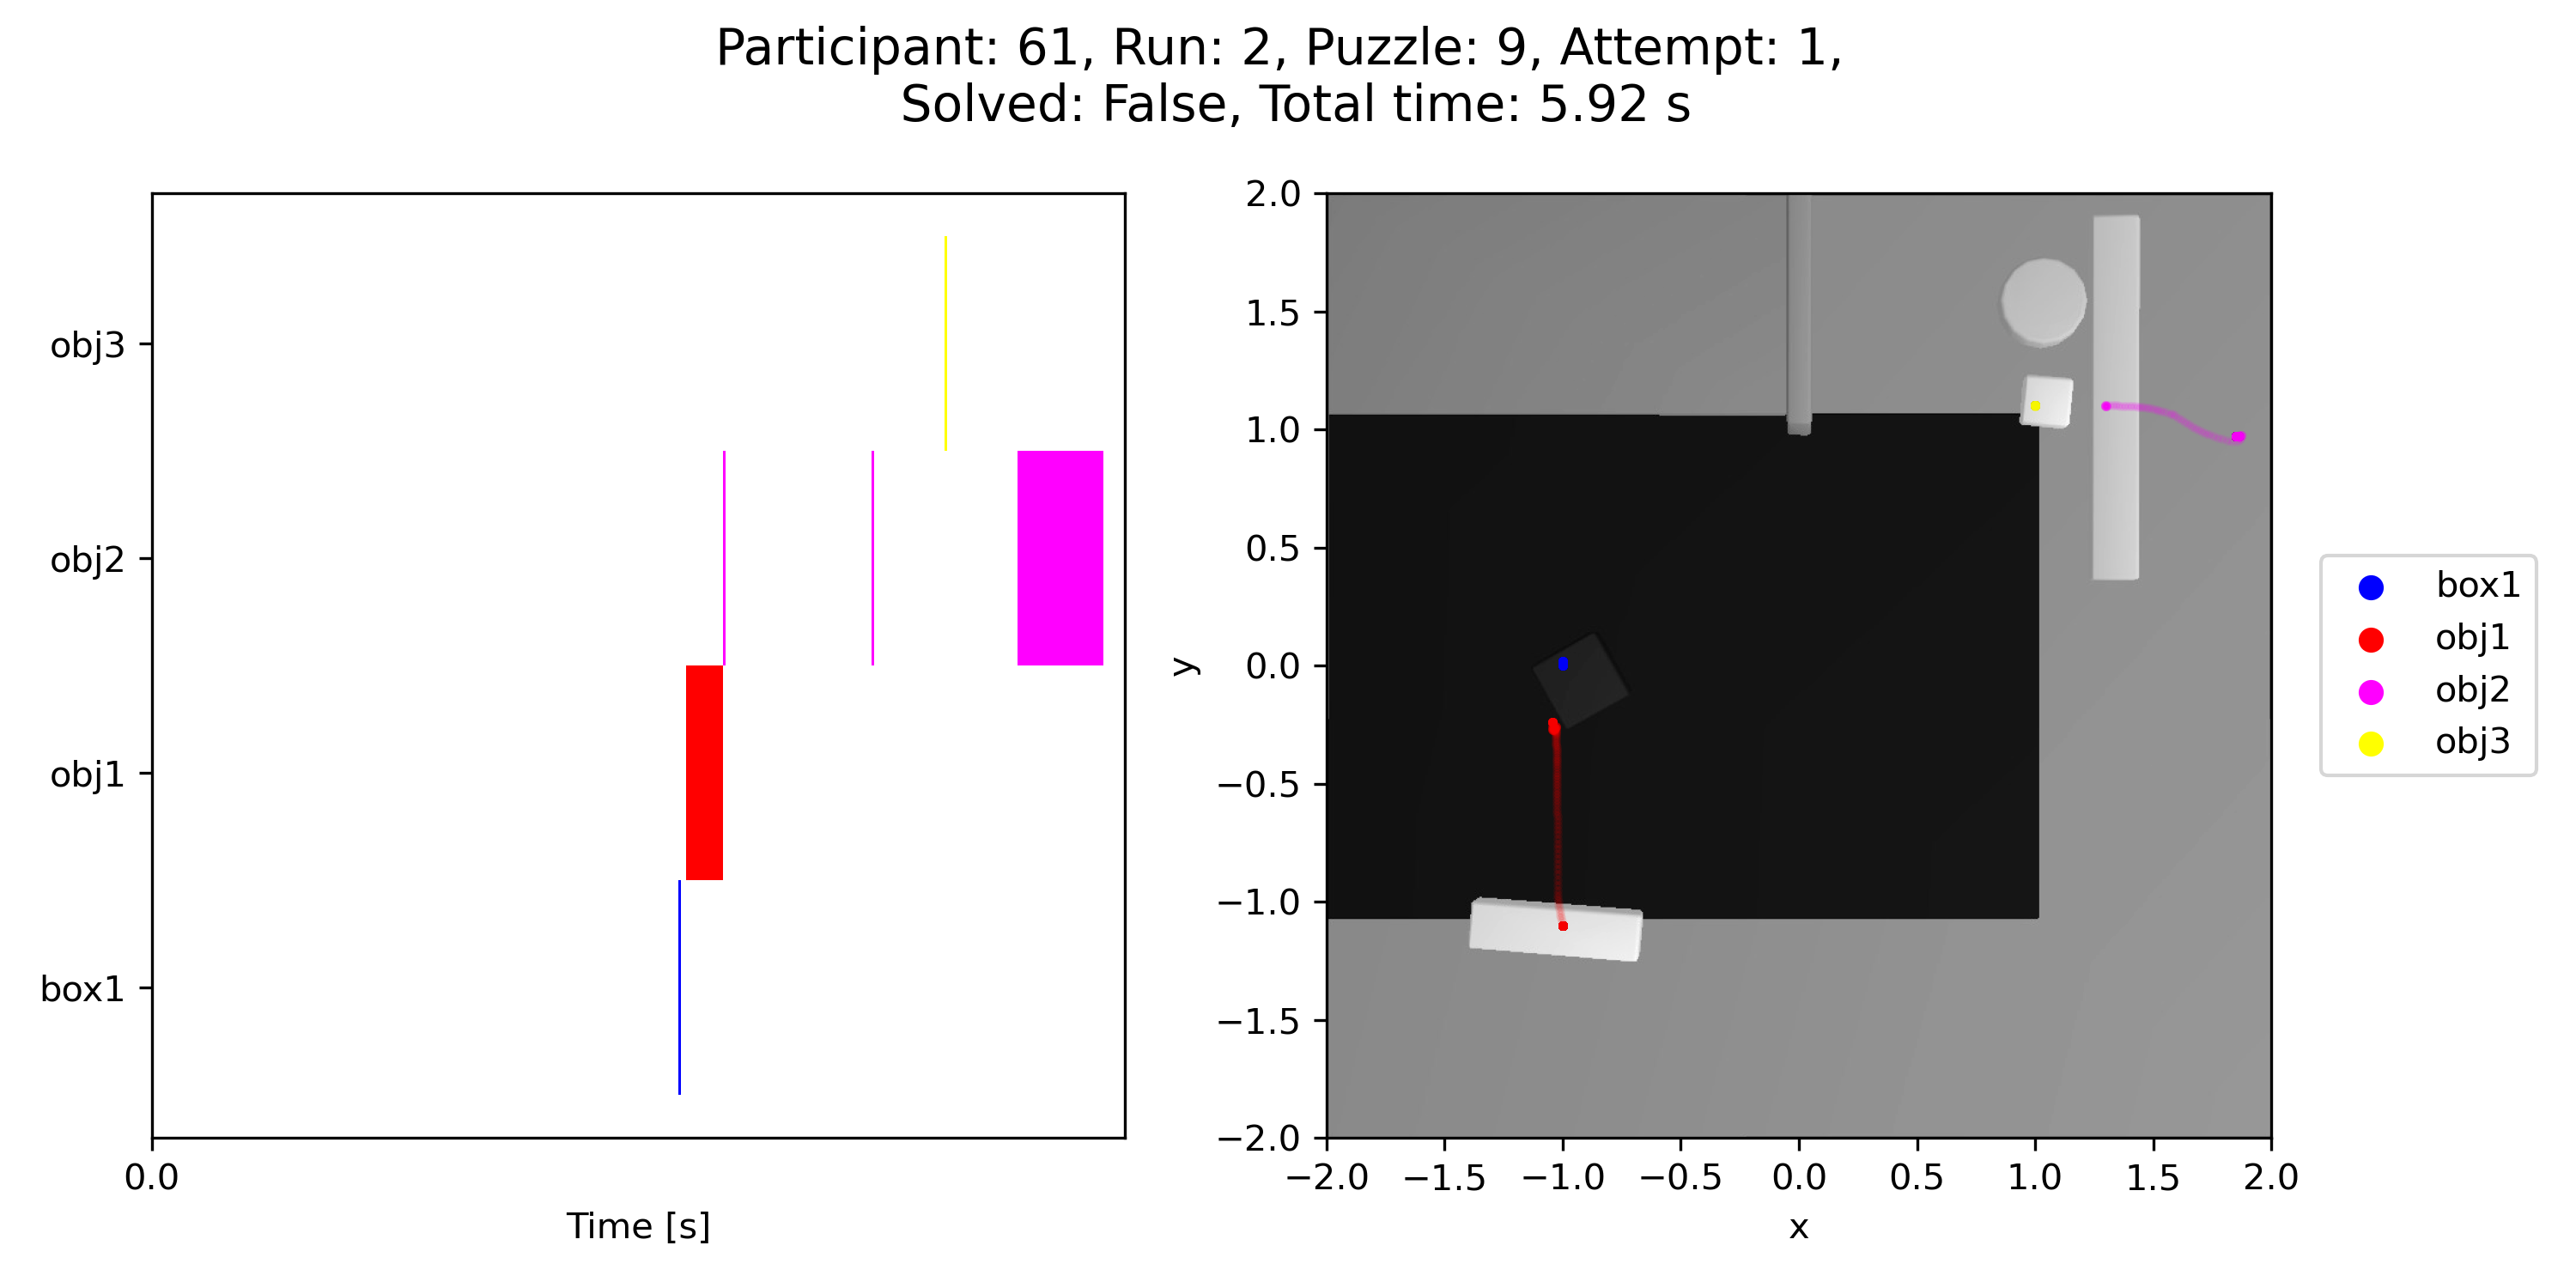 Participant: 61, Run: 2, Puzzle: 9, Attempt: 1,
Solved: False, Total time: 5.92 s
obj3
obj2
obj1
box1
0.0
Time [s]
2.0
1.5
1.0
0.5
0.0
−0.5
−1.0
−1.5
−2.0
y
−2.0 −1.5 −1.0 −0.5 0.0 0.5 1.0 1.5 2.0
x
box1
obj1
obj2
obj3